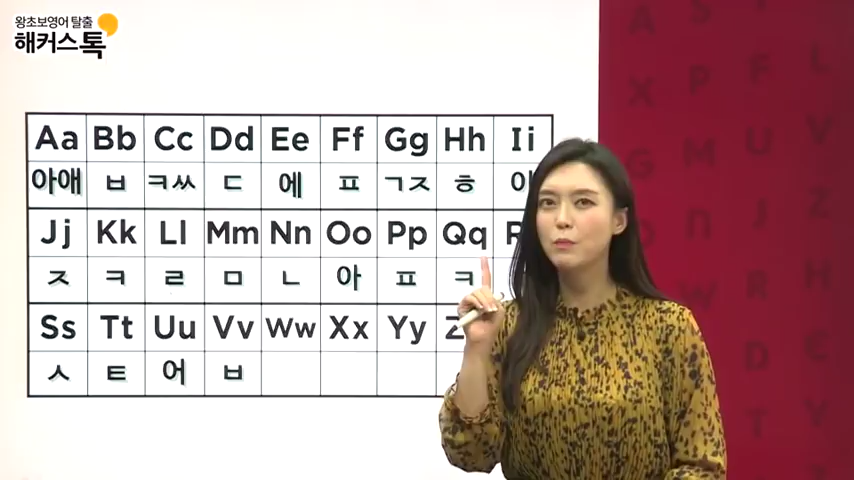 왕초보영어 탈출
해커스톡
Aa Bb Cc Dd Ee Ff Gg Hh Ii
아애 ㅂ ㅋㅆ ㄷ 에 ㅍ ㄱㅈ ㅎ 이
Jj Kk Ll Mm Nn Oo Pp Qq R
ㅈ ㅋ ㄹ ㅁ ㄴ 아 ㅍ ㅋ
Ss Tt Uu Vv Ww Xx Yy Z
ㅅ ㅌ 어 ㅂ